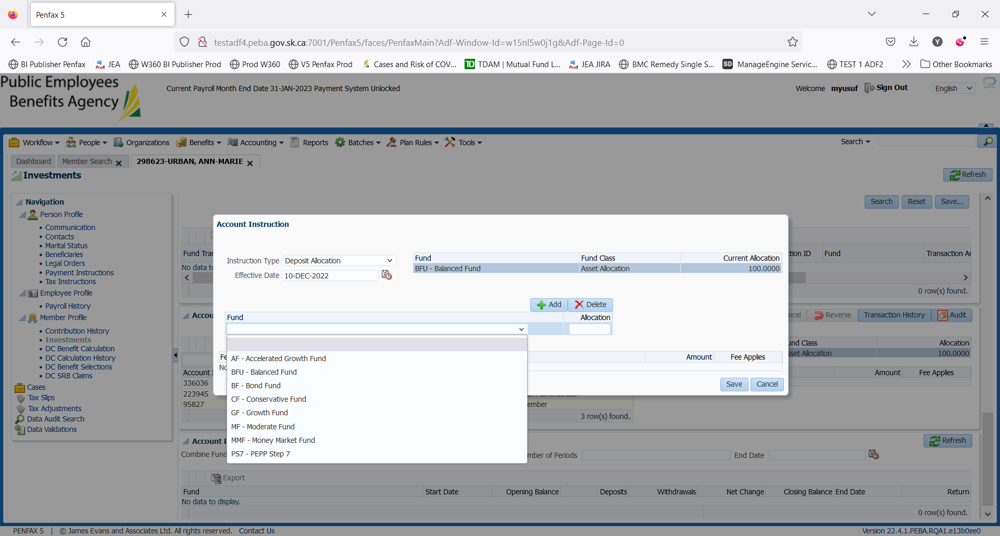 Penfax 5
testadf4.peba.gov.sk.ca:7001/Penfax5/faces/PenfaxMain?Adf-Window-Id=w15nl5w0j1g&Adf-Page-Id=0
BI Publisher Penfax JEA W360 BI Publisher Prod Prod W360 V5 Penfax Prod Cases and Risk of COV... TDAM | Mutual Fund L... JEA JIRA BMC Remedy Single S... ManageEngine Servic... TEST 1 ADF2 Other Bookmarks
Public Employees
Benefits Agency
Current Payroll Month End Date 31-JAN-2023 Payment System Unlocked
Welcome myusuf Sign Out English
Workflow People Organizations Benefits Accounting Reports Batches Plan Rules Tools Search
Dashboard Member Search 298623-URBAN, ANN-MARIE
Investments Refresh
Navigation
Person Profile
Communication
Contacts
Marital Status
Beneficiaries
Legal Orders
Payment Instructions
Tax Instructions
Employee Profile
Payroll History
Member Profile
Contribution History
Investments
DC Benefit Calculation
DC Calculation History
DC Benefit Selections
DC SRB Claims
Cases
Tax Slips
Tax Adjustments
Data Audit Search
Data Validations
Search Reset Save...
Fund Tra
tion ID Fund Transaction A
No data to
0 row(s) found.
Accou
ncel Reverse Transaction History Audit
und Class Allocation
sset Allocation 100.0000
Amount Fee Applies
Account I
336036
223945
95827
ember
3 row(s) found.
Account Instruction
Instruction Type Deposit Allocation
Effective Date 10-DEC-2022
Fund Fund Class Current Allocation
BFU - Balanced Fund Asset Allocation 100.0000
Add Delete
Fund Allocation
AF - Accelerated Growth Fund
BFU - Balanced Fund
BF - Bond Fund
CF - Conservative Fund
GF - Growth Fund
MF - Moderate Fund
MMF - Money Market Fund
PS7 - PEPP Step 7
Fe
No
Amount Fee Applies
Save Cancel
Account Refresh
Combine Fund
mber of Periods End Date
Export
Fund Start Date Opening Balance Deposits Withdrawals Net Change Closing Balance End Date Return
No data to display.
0 row(s) found.
PENFAX 5 | © James Evans and Associates Ltd. All rights reserved. Contact Us
Version 22.4.1.PEBA.RQA1.e13b0ee0